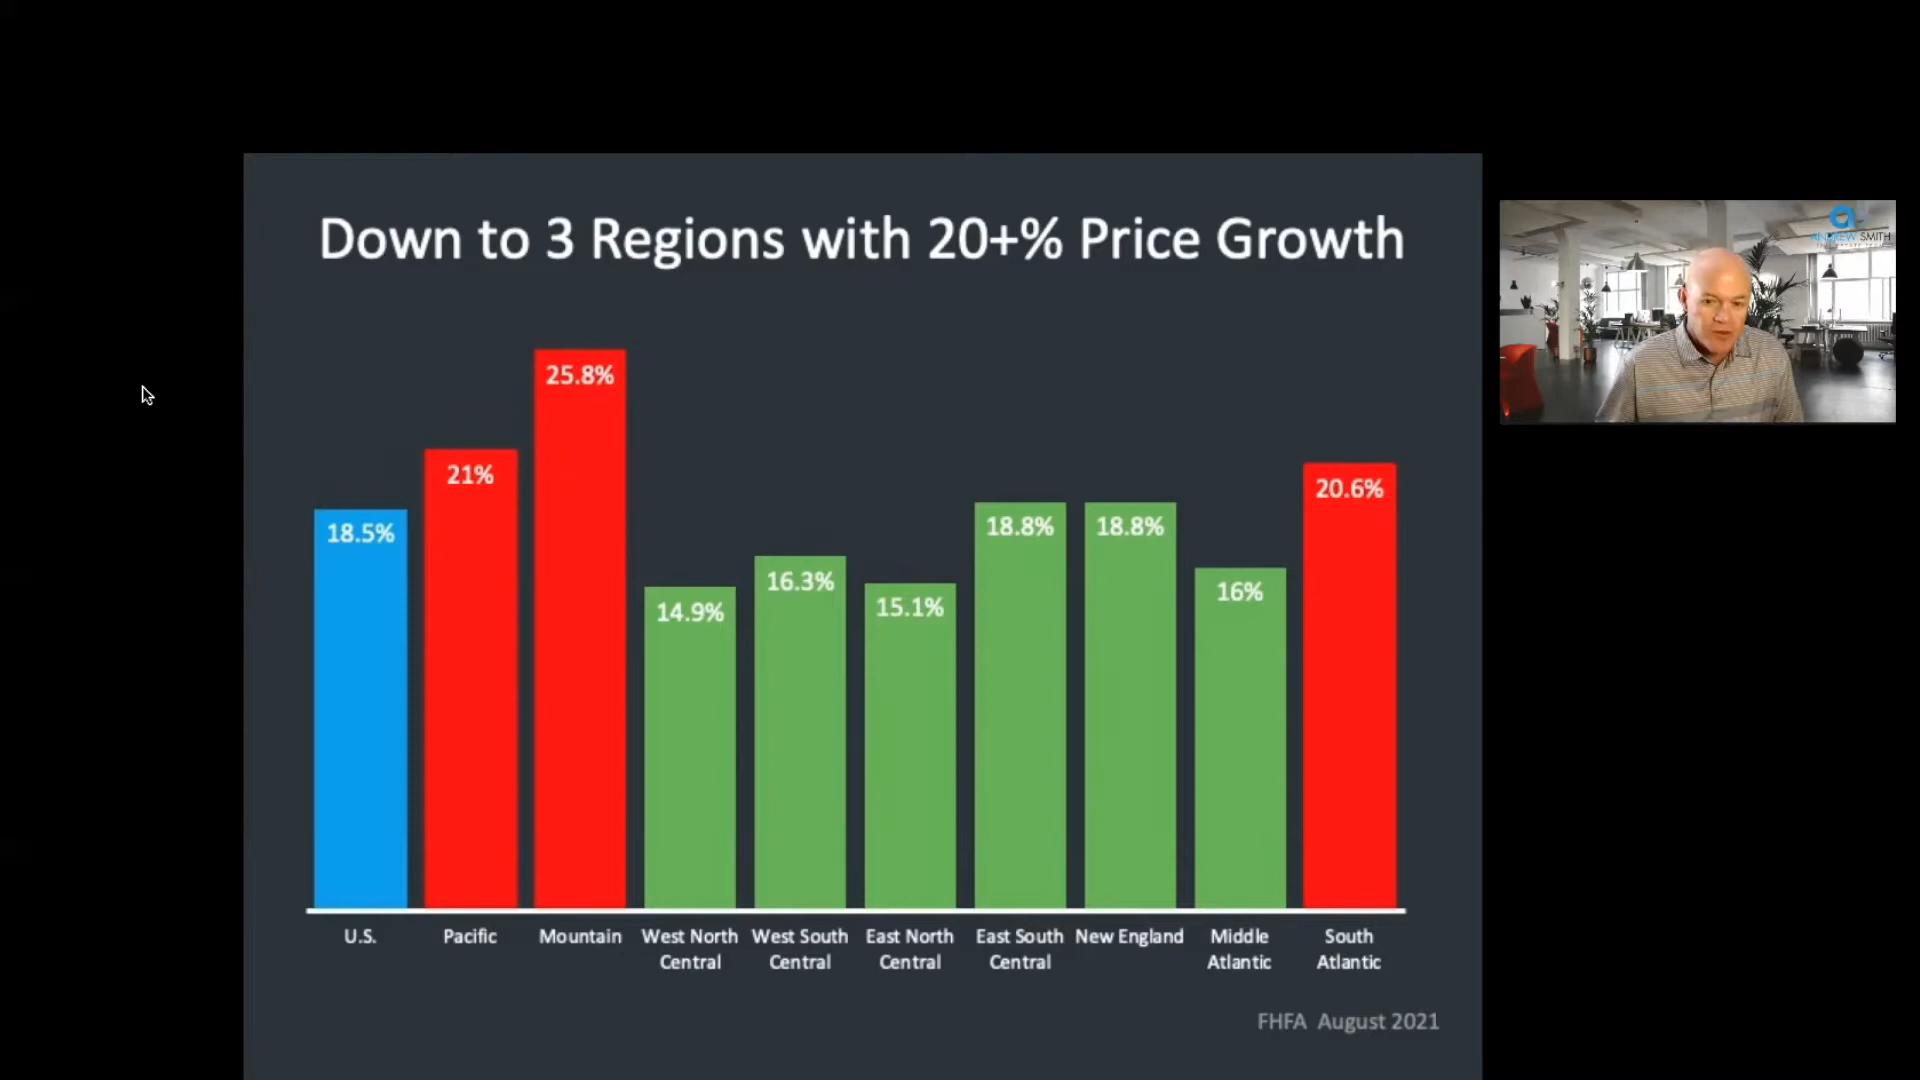 Down to 3 Regions with 20+% Price Growth
18.5%
21%
25.8%
14.9%
16.3%
15.1%
18.8%
18.8%
16%
20.6%
U.S.
Pacific
Mountain
West North
Central
West South
Central
East North
Central
East South
Central
New England
Middle
Atlantic
South
Atlantic
FHFA August 2021
ANDREW SMITH